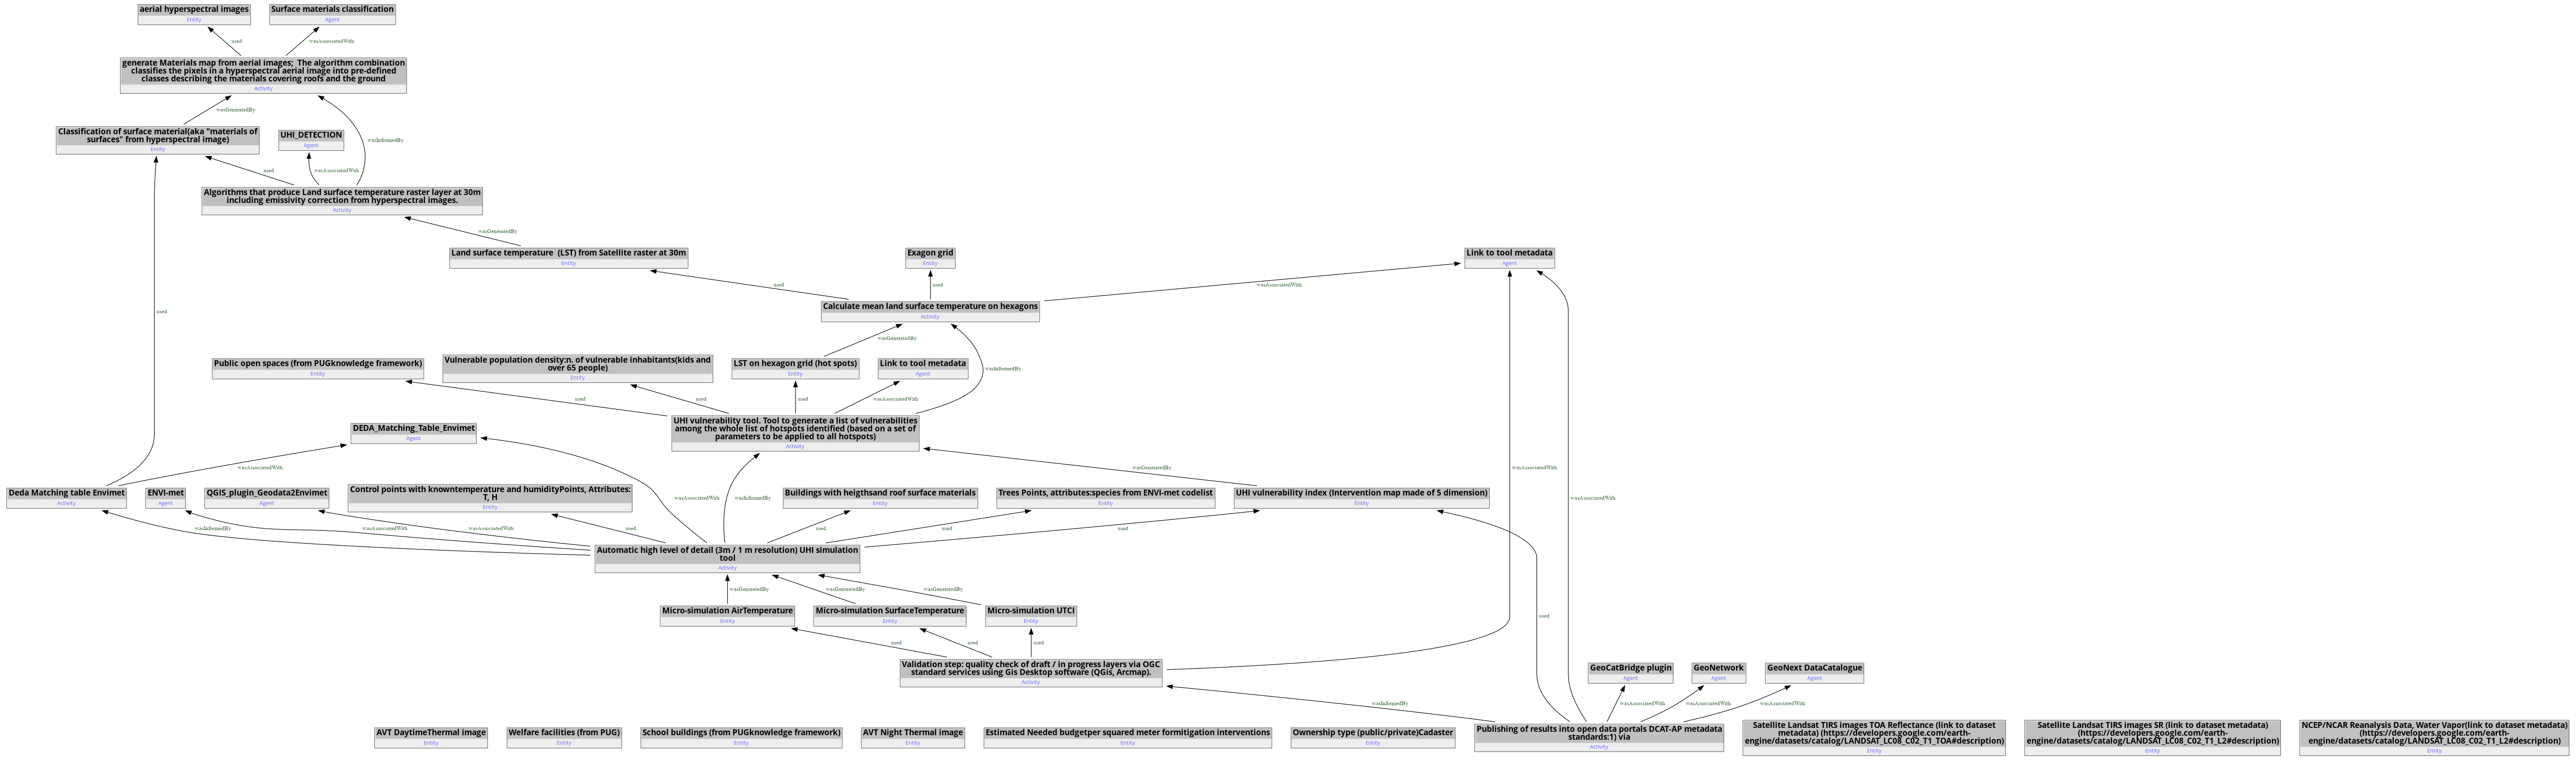 aerial hyperspectral images
Entity
Surface materials classification
Agent
used
wasAssociatedWith
generate Materials map from aerial images;  The algorithm combination
classifies the pixels in a hyperspectral aerial image into pre-defined
classes describing the materials covering roofs and the ground
Activity
wasGeneratedBy
Classification of surface material(aka "materials of
surfaces" from hyperspectral image)
Entity
UHI_DETECTION
Agent
wasInformedBy
used
wasAssociatedWith
Algorithms that produce Land surface temperature raster layer at 30m
including emissivity correction from hyperspectral images.
Activity
wasGeneratedBy
Land surface temperature  (LST) from Satellite raster at 30m
Entity
Exagon grid
Entity
Link to tool metadata
Agent
used
used
wasAssociatedWith
Calculate mean land surface temperature on hexagons
Activity
used
wasGeneratedBy
Public open spaces (from PUGknowledge framework)
Entity
Vulnerable population density:n. of vulnerable inhabitants(kids and
over 65 people)
Entity
LST on hexagon grid (hot spots)
Entity
Link to tool metadata
Agent
wasInformedBy
used
used
used
wasAssociatedWith
UHI vulnerability tool. Tool to generate a list of vulnerabilities
among the whole list of hotspots identified (based on a set of
parameters to be applied to all hotspots)
Activity
DEDA_Matching_Table_Envimet
Agent
wasAssociatedWith
wasGeneratedBy
wasAssociatedWith
Deda Matching table Envimet
Activity
ENVI-met
Agent
QGIS_plugin_Geodata2Envimet
Agent
Control points with knowntemperature and humidityPoints, Attributes:
T, H
Entity
wasAssociatedWith
wasInformedBy
Buildings with heigthsand roof surface materials
Entity
Trees Points, attributes:species from ENVI-met codelist
Entity
UHI vulnerability index (Intervention map made of 5 dimension)
Entity
wasAssociatedWith
wasInformedBy
wasAssociatedWith
wasAssociatedWith
used
used
used
used
Automatic high level of detail (3m / 1 m resolution) UHI simulation
tool
Activity
wasGeneratedBy
wasGeneratedBy
wasGeneratedBy
Micro-simulation AirTemperature
Entity
Micro-simulation SurfaceTemperature
Entity
Micro-simulation UTCI
Entity
used
used
used
used
Validation step: quality check of draft / in progress layers via OGC
standard services using Gis Desktop software (QGis, Arcmap).
Activity
GeoCatBridge plugin
Agent
GeoNetwork
Agent
GeoNext DataCatalogue
Agent
wasInformedBy
wasAssociatedWith
wasAssociatedWith
wasAssociatedWith
AVT DaytimeThermal image
Entity
Welfare facilities (from PUG)
Entity
School buildings (from PUGknowledge framework)
Entity
AVT Night Thermal image
Entity
Estimated Needed budgetper squared meter formitigation interventions
Entity
Ownership type (public/private)Cadaster
Entity
Publishing of results into open data portals DCAT-AP metadata
standards:1) via
Activity
Satellite Landsat TIRS images TOA Reflectance (link to dataset
metadata) (https://developers.google.com/earth-
engine/datasets/catalog/LANDSAT_LC08_C02_T1_TOA#description)
Entity
Satellite Landsat TIRS images SR (link to dataset metadata)
(https://developers.google.com/earth-
engine/datasets/catalog/LANDSAT_LC08_C02_T1_L2#description)
Entity
NCEP/NCAR Reanalysis Data, Water Vapor(link to dataset metadata)
(https://developers.google.com/earth-
engine/datasets/catalog/LANDSAT_LC08_C02_T1_L2#description)
Entity